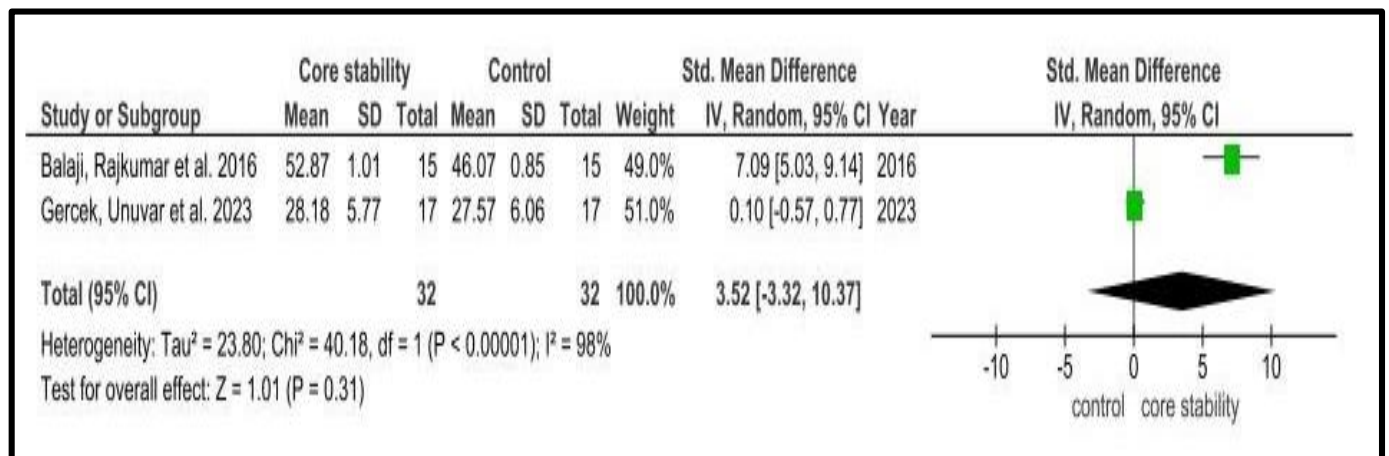 Core stability Control Std. Mean Difference Std. Mean Difference
Study or Subgroup Mean SD Total Mean SD Total Weight IV, Random, 95% CI Year IV, Random, 95% CI
Balaji, Rajkumar et al. 2016 52.87 1.01 15 46.07 0.85 15 49.0% 7.09 [5.03, 9.14] 2016
Gercek, Unuvar et al. 2023 28.18 5.77 17 27.57 6.06 17 51.0% 0.10 [-0.57, 0.77] 2023
Total (95% CI) 32 32 100.0% 3.52 [-3.32, 10.37]
Heterogeneity: Tau² = 23.80; Chi² = 40.18, df = 1 (P < 0.00001); I² = 98%
Test for overall effect: Z = 1.01 (P = 0.31)
-10 -5 0 5 10
control core stability